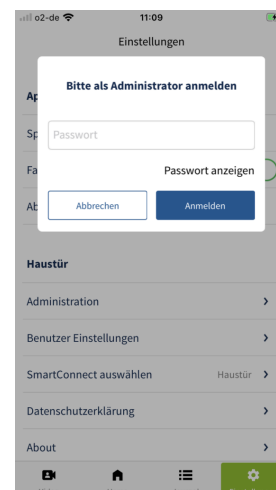 o2-de 11:09
Einstellungen
Bitte als Administrator anmelden
Ap
Sp
Passwort
Fa
Passwort anzeigen
Ab
Abbrechen
Anmelden
Haustür
Administration
Benutzer Einstellungen
SmartConnect auswählen Haustür
Datenschutzerklärung
About